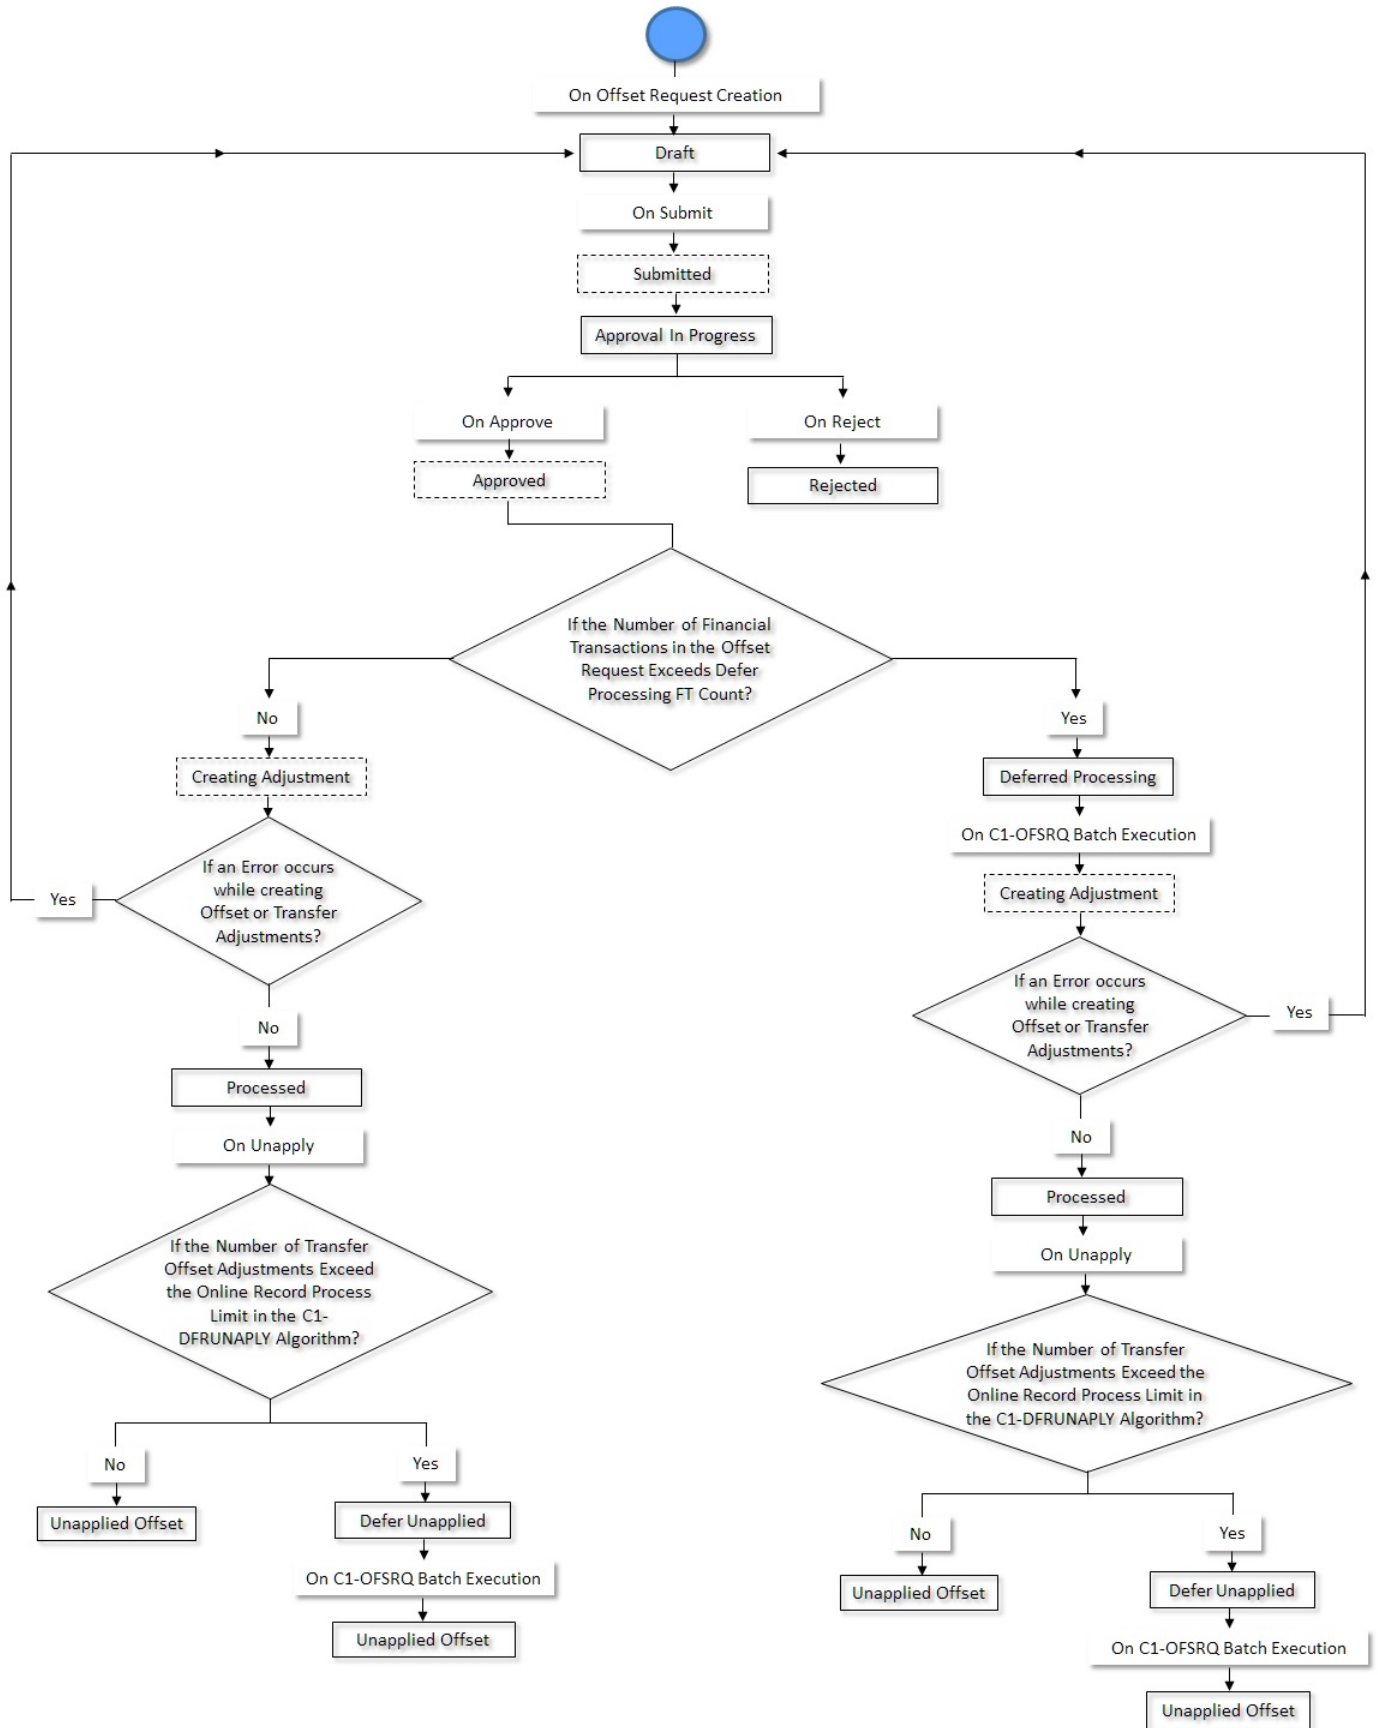 On Offset Request Creation
Draft
On Submit
Submitted
Approval In Progress
On Approve
On Reject
Approved
Rejected
If the Number of Financial
Transactions in the Offset
Request Exceeds Defer
Processing FT Count?
No
Yes
Creating Adjustment
Deferred Processing
On C1-OFSRQ Batch Execution
If an Error occurs
while creating
Offset or Transfer
Adjustments?
Yes
Creating Adjustment
If an Error occurs
while creating
Offset or Transfer
Adjustments?
Yes
No
Processed
On Unapply
No
Processed
On Unapply
If the Number of Transfer
Offset Adjustments Exceed
the Online Record Process
Limit in the C1-
DFRUNAPLY Algorithm?
If the Number of Transfer
Offset Adjustments Exceed the
Online Record Process Limit in
the C1-DFRUNAPLY Algorithm?
No
Yes
Unapplied Offset
Defer Unapplied
On C1-OFSRQ Batch Execution
Unapplied Offset
No
Yes
Unapplied Offset
Defer Unapplied
On C1-OFSRQ Batch Execution
Unapplied Offset